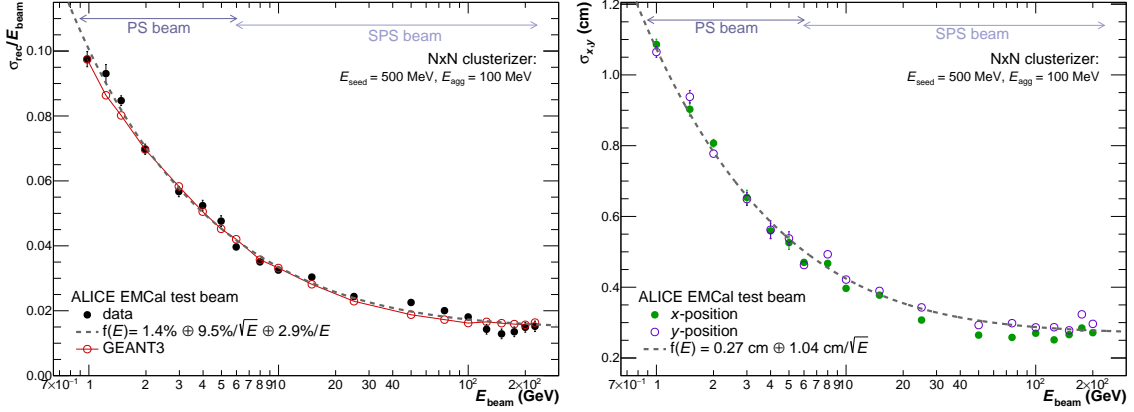 PS beam
SPS beam
NxN clusterizer:
E_seed = 500 MeV, E_agg = 100 MeV
σ_rec/E_beam
0.10
0.08
0.06
0.04
0.02
0.00
ALICE EMCal test beam
data
f(E)= 1.4% ⊕ 9.5%/√E ⊕ 2.9%/E
GEANT3
7×10⁻¹ 1 2 3 4 5 6 7 8 9 10 20 30 10² 2×10²
E_beam (GeV)
PS beam
SPS beam
NxN clusterizer:
E_seed = 500 MeV, E_agg = 100 MeV
σ_x,y (cm)
1.2
1.0
0.8
0.6
0.4
0.2
ALICE EMCal test beam
x-position
y-position
f(E) = 0.27 cm ⊕ 1.04 cm/√E
7×10⁻¹ 1 2 3 4 5 6 7 8 9 10 20 30 10² 2×10²
E_beam (GeV)